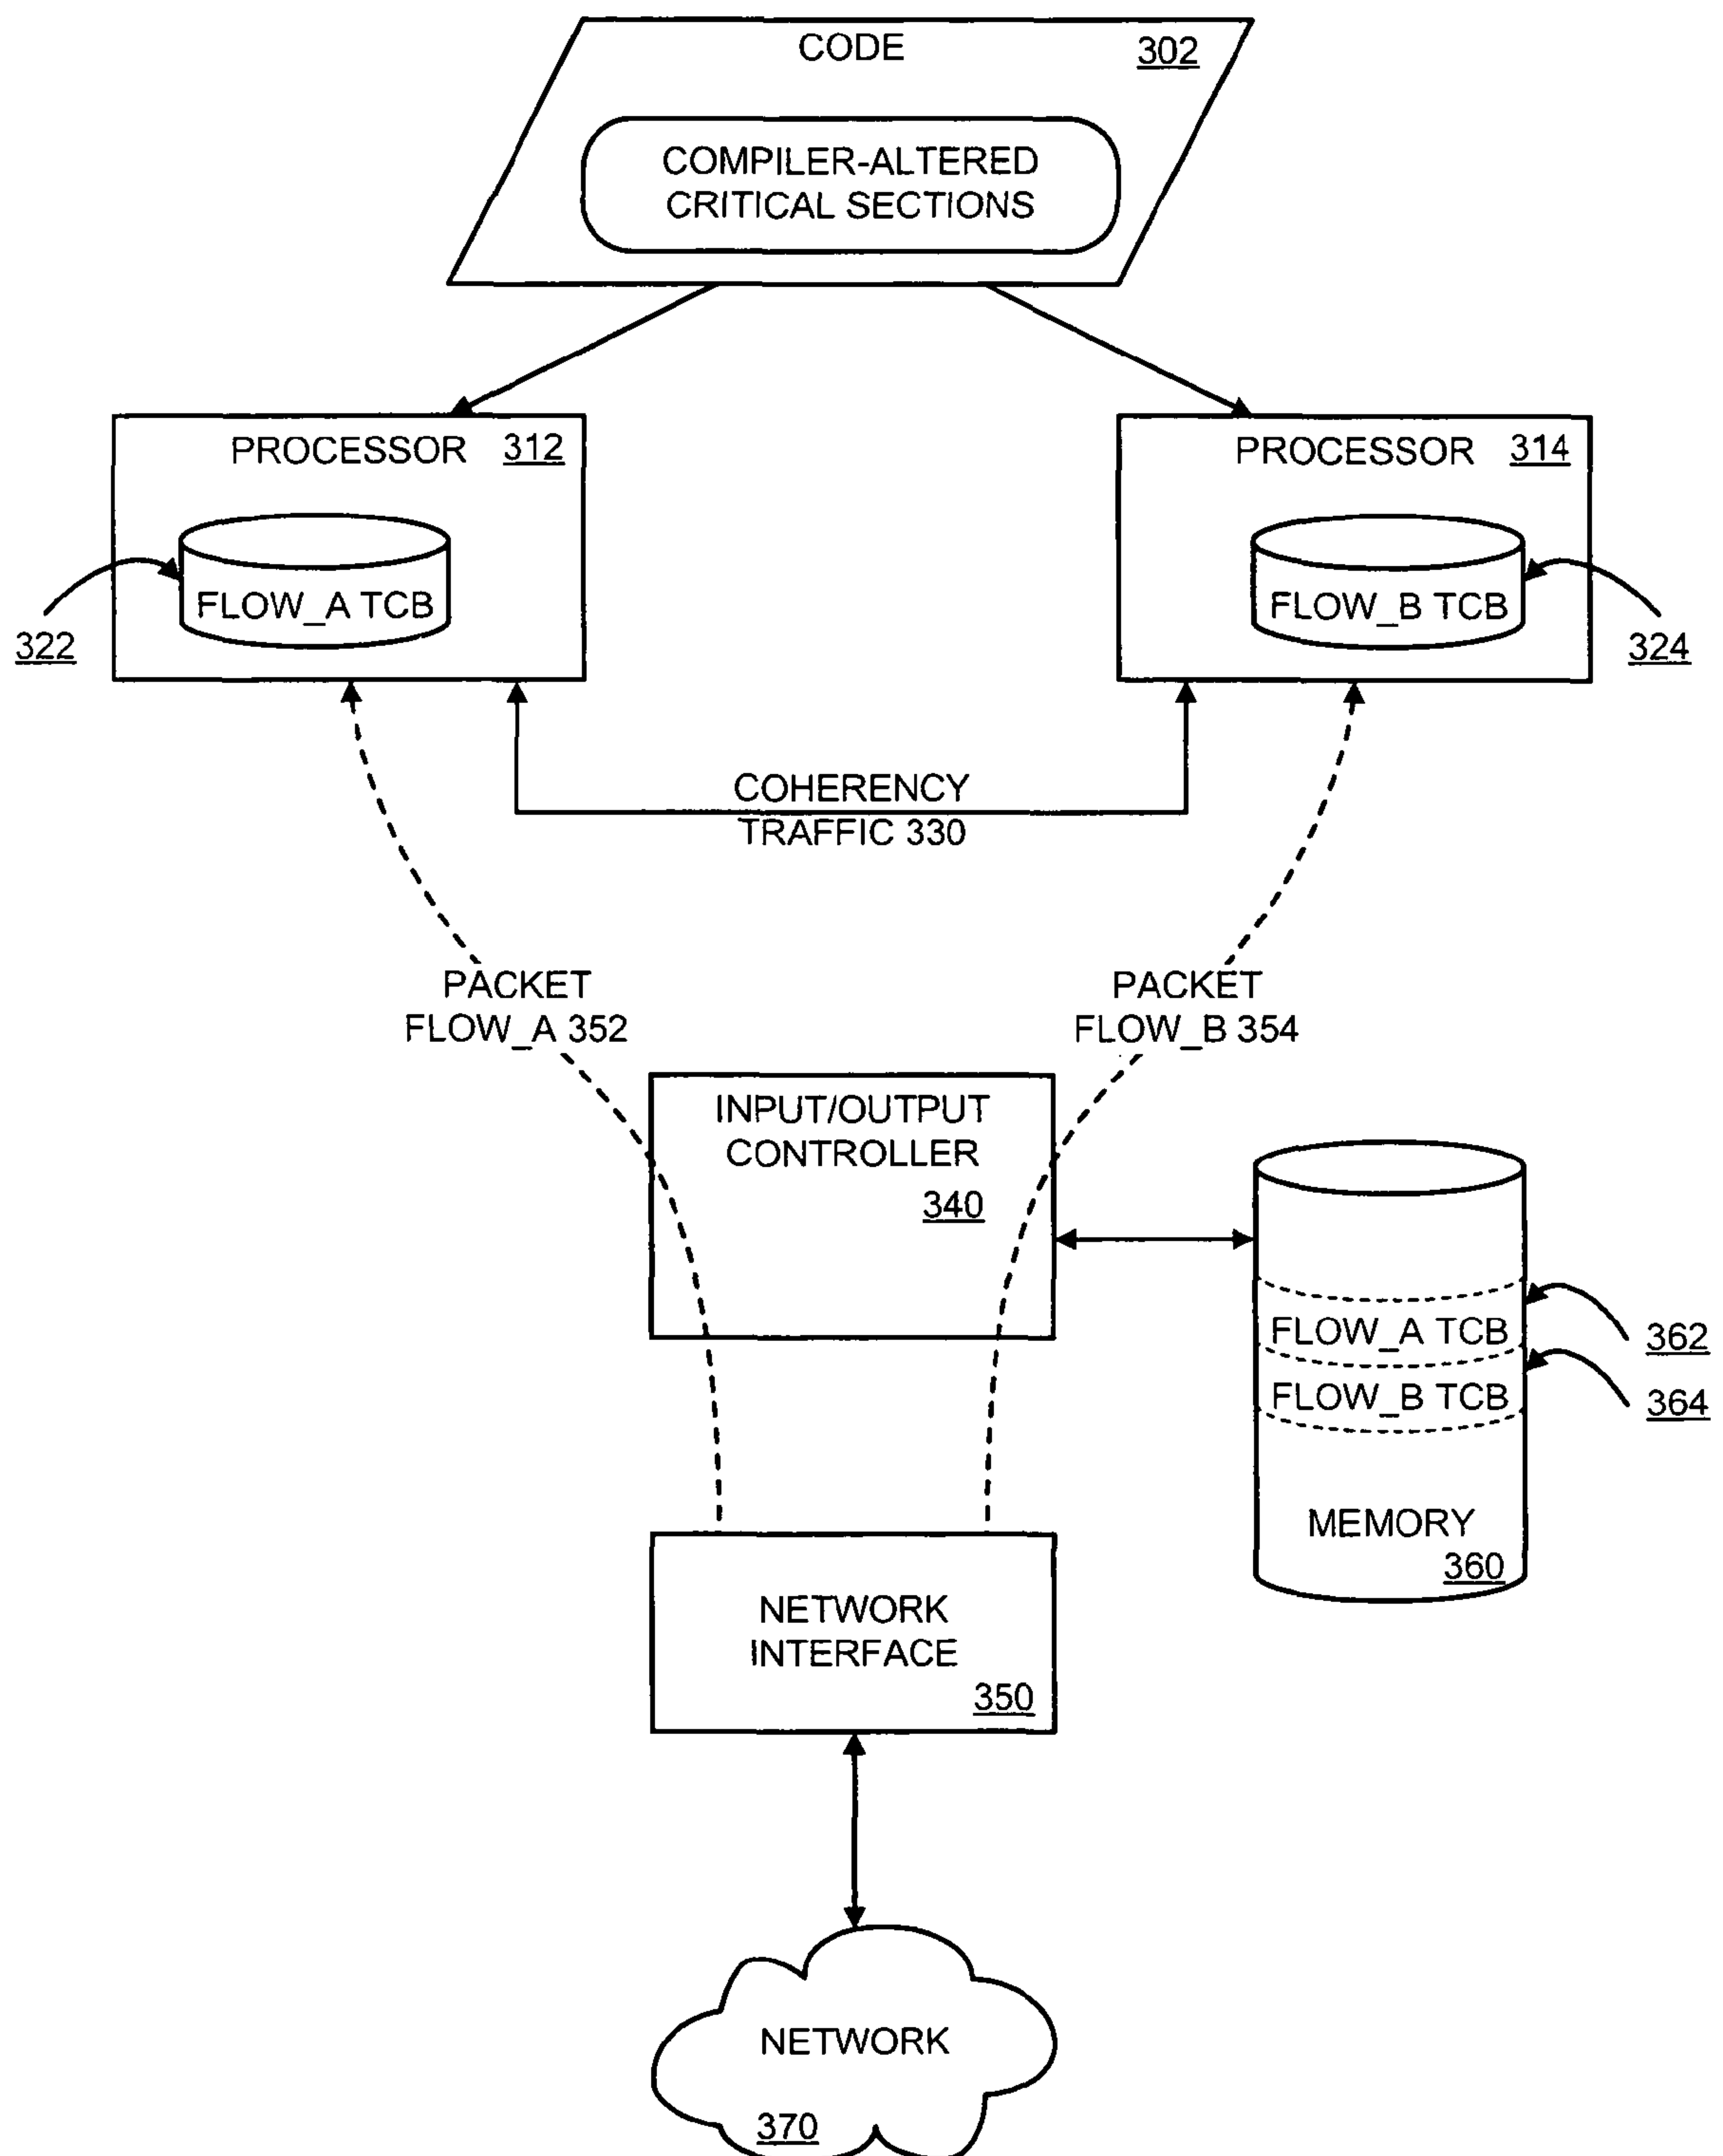 CODE 302
COMPILER-ALTERED
CRITICAL SECTIONS
PROCESSOR 312
PROCESSOR 314
FLOW_A TCB
FLOW_B TCB
322
324
COHERENCY
TRAFFIC 330
PACKET
FLOW_A 352
PACKET
FLOW_B 354
INPUT/OUTPUT
CONTROLLER
340
FLOW_A TCB
362
FLOW_B TCB
364
MEMORY
360
NETWORK
INTERFACE
350
NETWORK
370